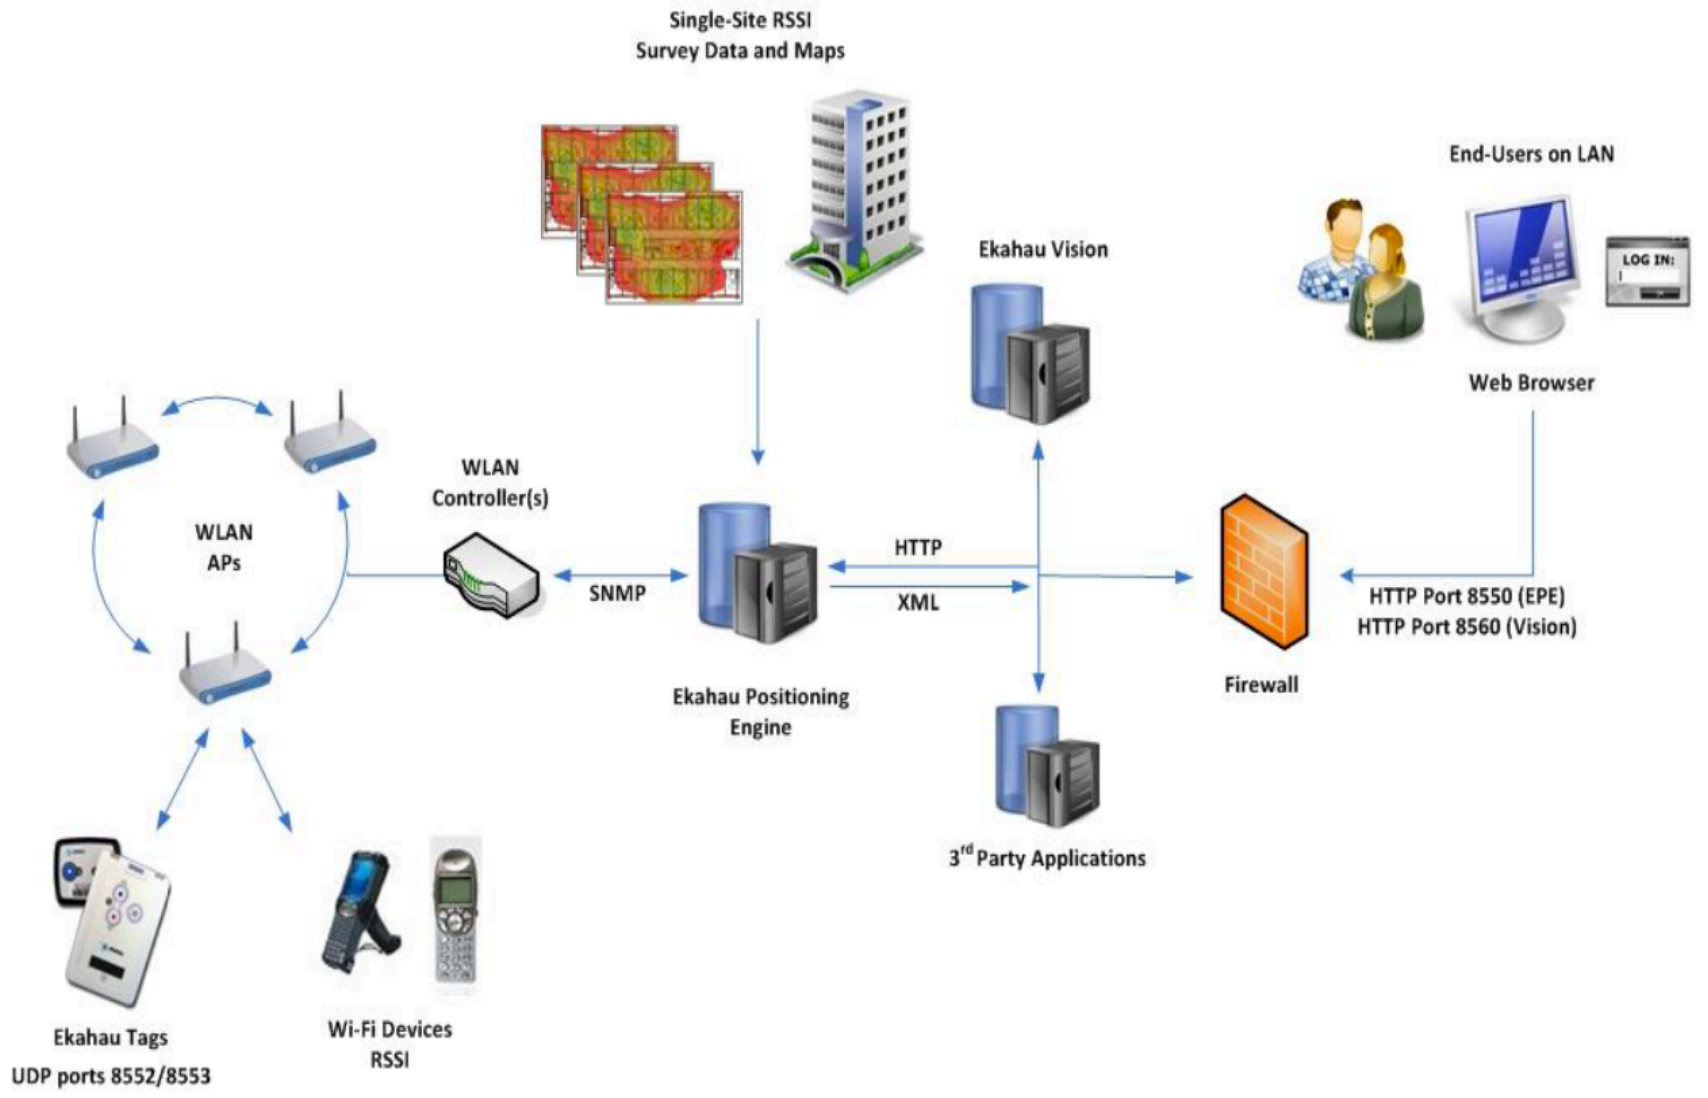 Single-Site RSSI
Survey Data and Maps
End-Users on LAN
LOG IN:
Ekahau Vision
Web Browser
WLAN
Controller(s)
WLAN
APs
HTTP
SNMP
XML
HTTP Port 8550 (EPE)
HTTP Port 8560 (Vision)
Firewall
Ekahau Positioning
Engine
3rd Party Applications
Ekahau Tags
UDP ports 8552/8553
Wi-Fi Devices
RSSI